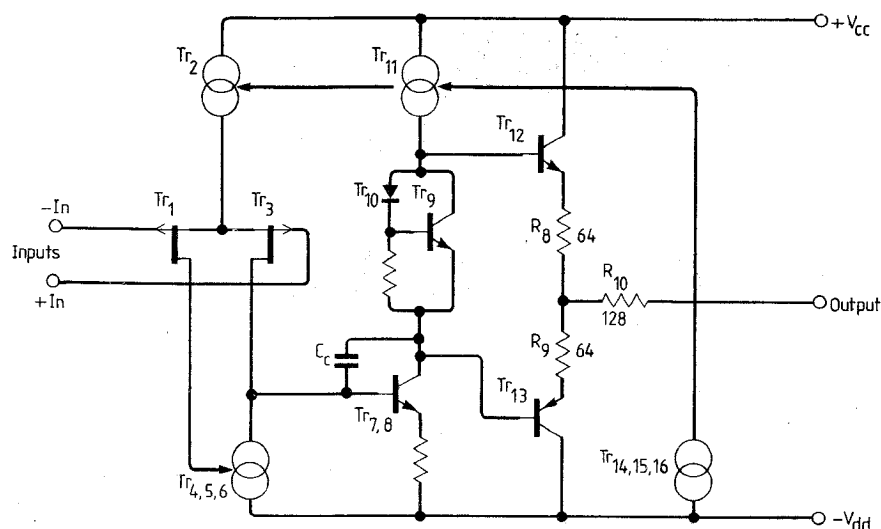 +Vcc
Tr2
Tr11
Tr12
Tr1
Tr3
Tr10
Tr9
-In
Inputs
+In
R8
64
R10
128
Output
R9
64
Cc
Tr7,8
Tr13
Tr4,5,6
Tr14,15,16
-Vdd